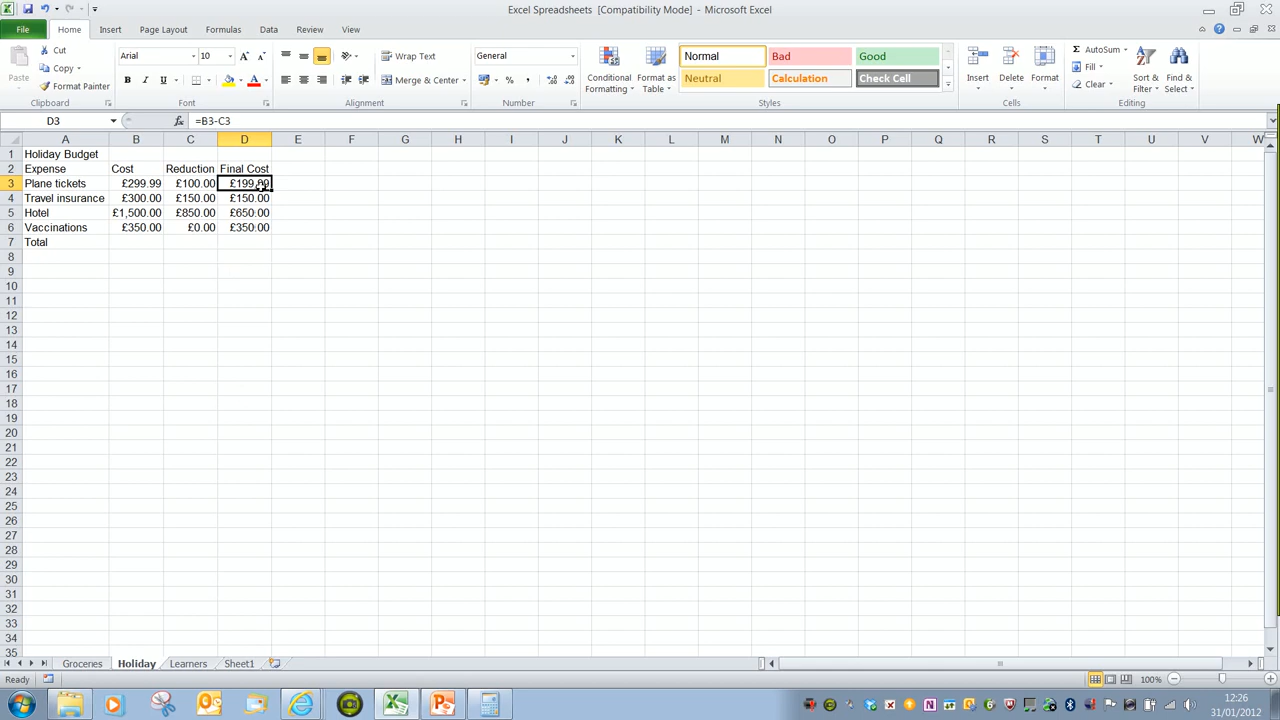 Excel Spreadsheets  [Compatibility Mode] - Microsoft Excel
File Home Insert Page Layout Formulas Data Review View
Paste
Cut
Copy
Format Painter
Clipboard
Arial 10
B I U
Font
Wrap Text
Merge & Center
Alignment
General
Number
Conditional Formatting
Format as Table
Normal Bad Good
Neutral Calculation Check Cell
Styles
Insert Delete Format
Cells
AutoSum
Fill
Clear
Sort & Filter
Find & Select
Editing
D3 fx =B3-C3
A B C D E F G H I J K L M N O P Q R S T U V W
1 Holiday Budget
2 Expense Cost Reduction Final Cost
3 Plane tickets £299.99 £100.00 £199.99
4 Travel insurance £300.00 £150.00 £150.00
5 Hotel £1,500.00 £850.00 £650.00
6 Vaccinations £350.00 £0.00 £350.00
7 Total
8
9
10
11
12
13
14
15
16
17
18
19
20
21
22
23
24
25
26
27
28
29
30
31
32
33
34
35
Groceries Holiday Learners Sheet1
Ready 100%
12:26
31/01/2012